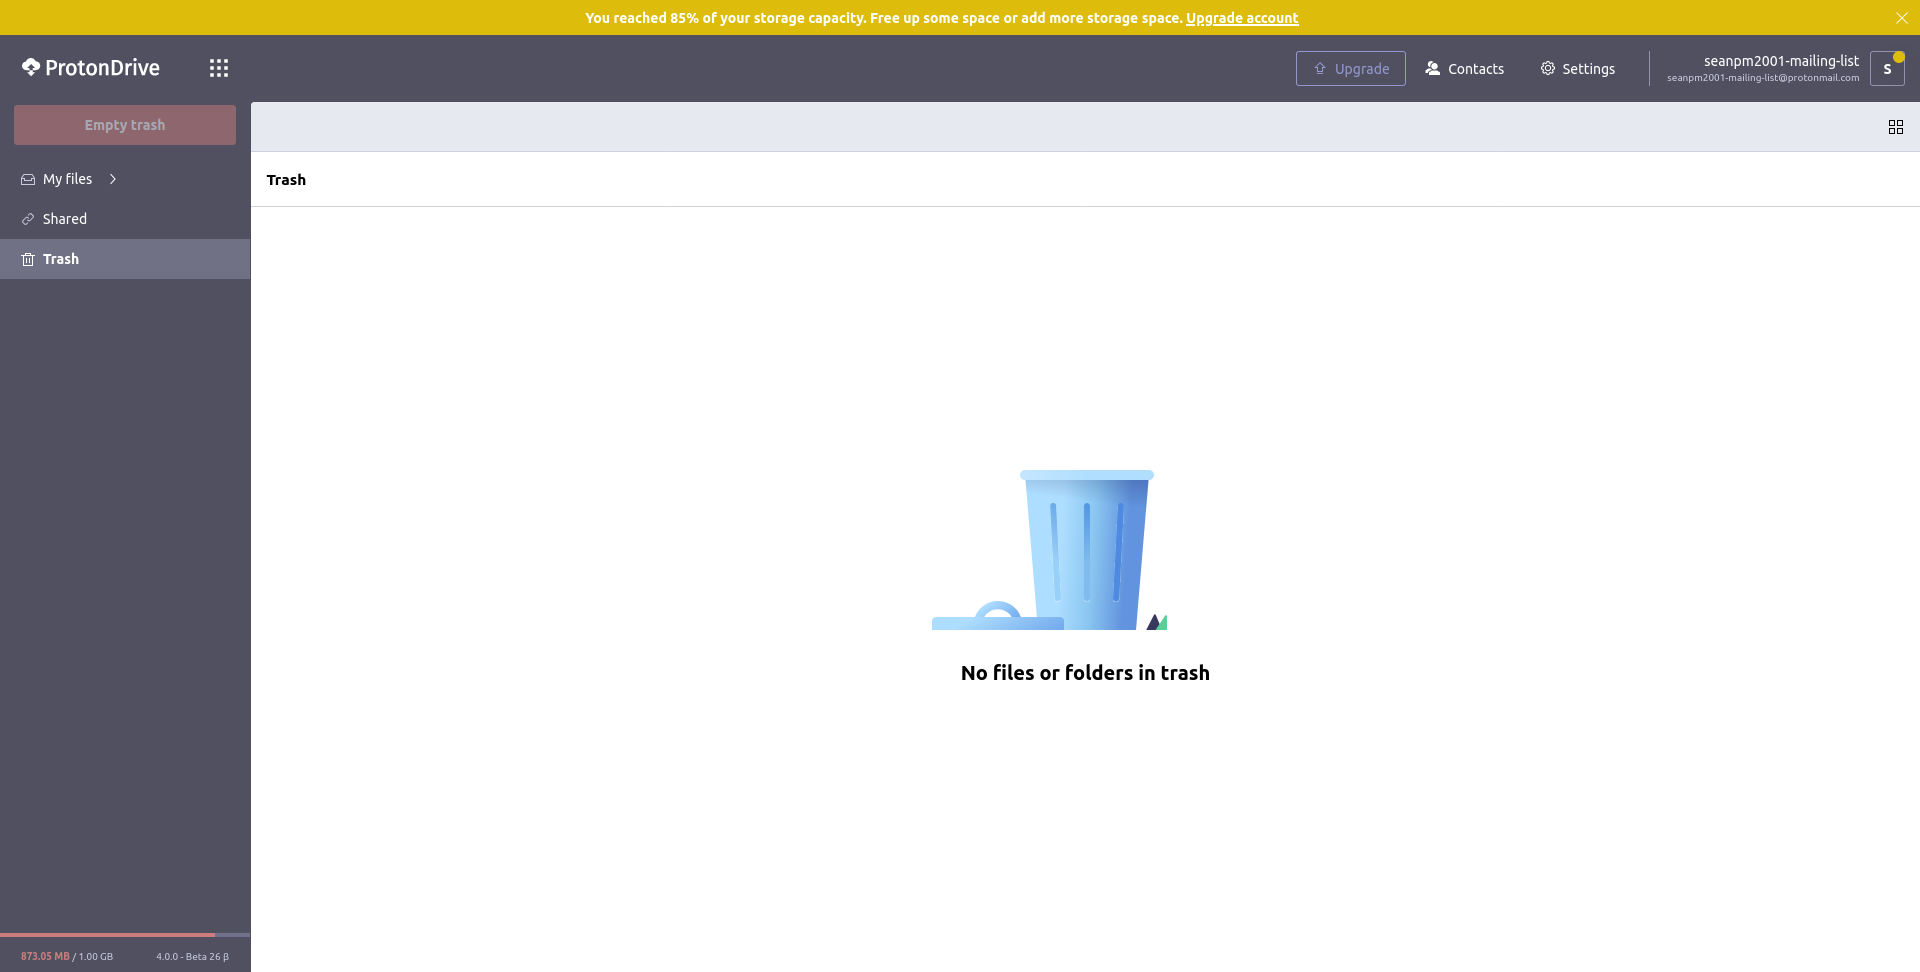 You reached 85% of your storage capacity. Free up some space or add more storage space. Upgrade account
ProtonDrive
Upgrade
Contacts
Settings
seanpm2001-mailing-list
seanpm2001-mailing-list@protonmail.com
S
Empty trash
My files
Shared
Trash
Trash
No files or folders in trash
873.05 MB / 1.00 GB
4.0.0 - Beta 26 β